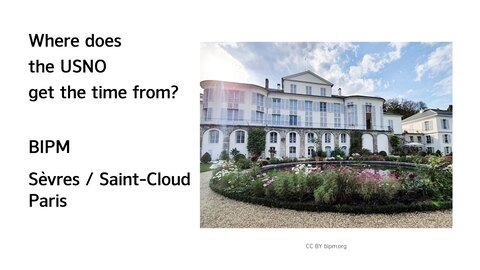 Where does
the USNO
get the time from?
BIPM
Sèvres / Saint-Cloud
Paris
CC BY bipm.org